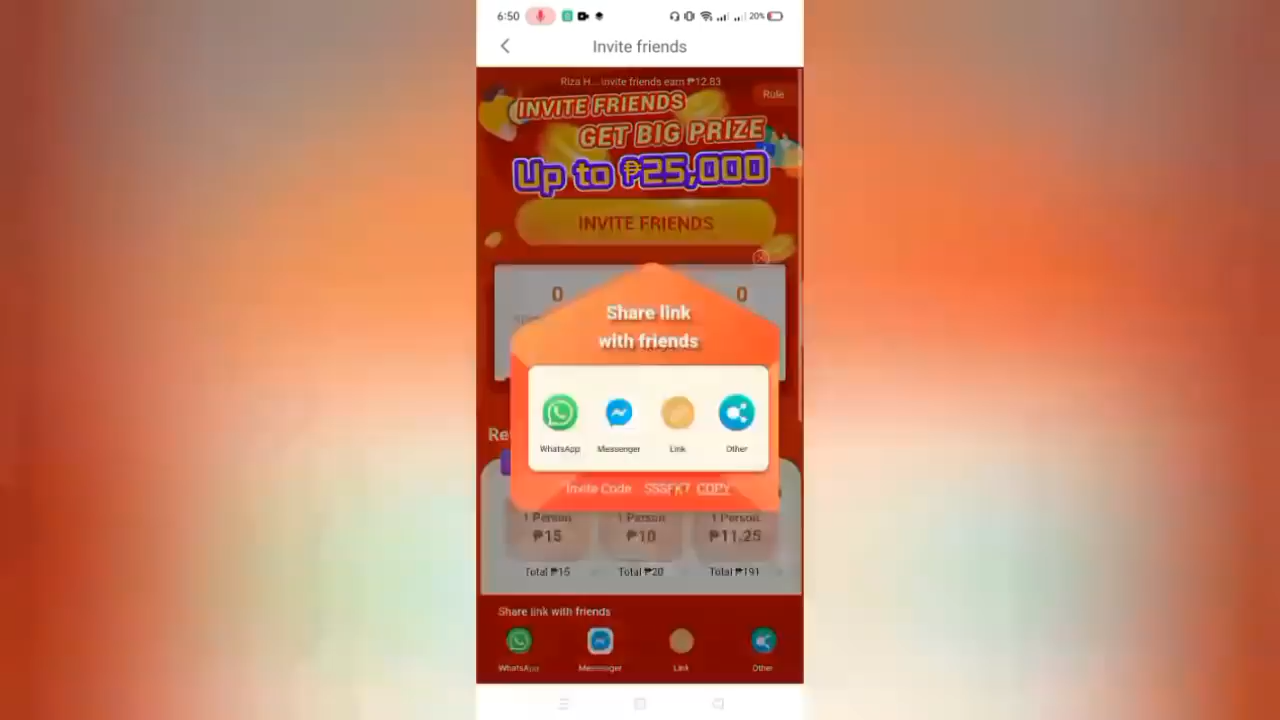 6:50
20%
Invite friends
Riza H... invite friends earn ₱12.83
Rule
INVITE FRIENDS
GET BIG PRIZE
Up to ₱25,000
INVITE FRIENDS
0
0
Share link
with friends
WhatsApp
Messenger
Link
Other
Invite Code
COPY
1 Person
1 Person
1 Person
₱15
₱10
₱11.25
Total ₱15
Total ₱20
Total ₱191
Share link with friends
WhatsApp
Messenger
Link
Other